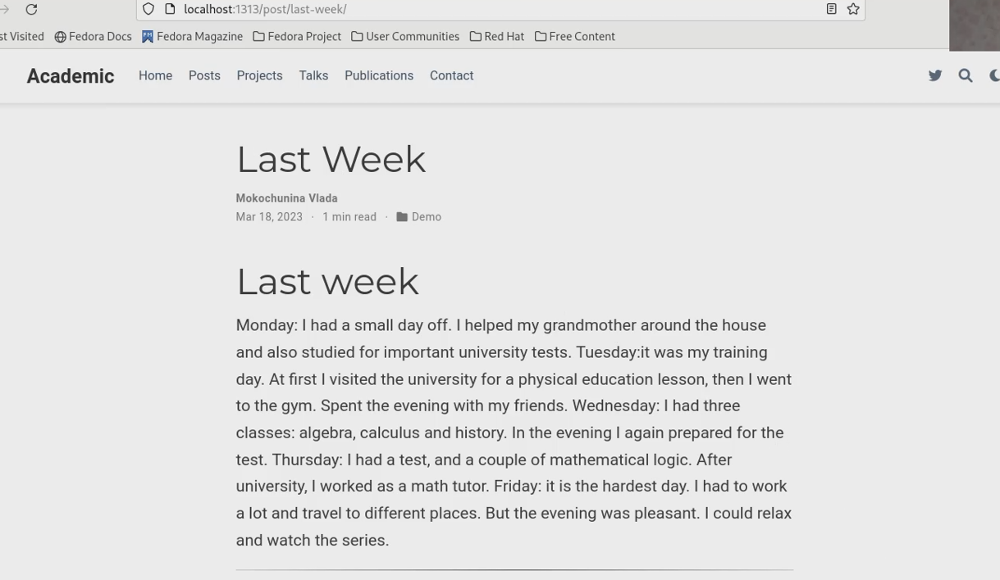 localhost:1313/post/last-week/
st Visited Fedora Docs Fedora Magazine Fedora Project User Communities Red Hat Free Content
Academic Home Posts Projects Talks Publications Contact
Last Week
Mokochunina Vlada
Mar 18, 2023 · 1 min read · Demo
Last week
Monday: I had a small day off. I helped my grandmother around the house
and also studied for important university tests. Tuesday:it was my training
day. At first I visited the university for a physical education lesson, then I went
to the gym. Spent the evening with my friends. Wednesday: I had three
classes: algebra, calculus and history. In the evening I again prepared for the
test. Thursday: I had a test, and a couple of mathematical logic. After
university, I worked as a math tutor. Friday: it is the hardest day. I had to work
a lot and travel to different places. But the evening was pleasant. I could relax
and watch the series.